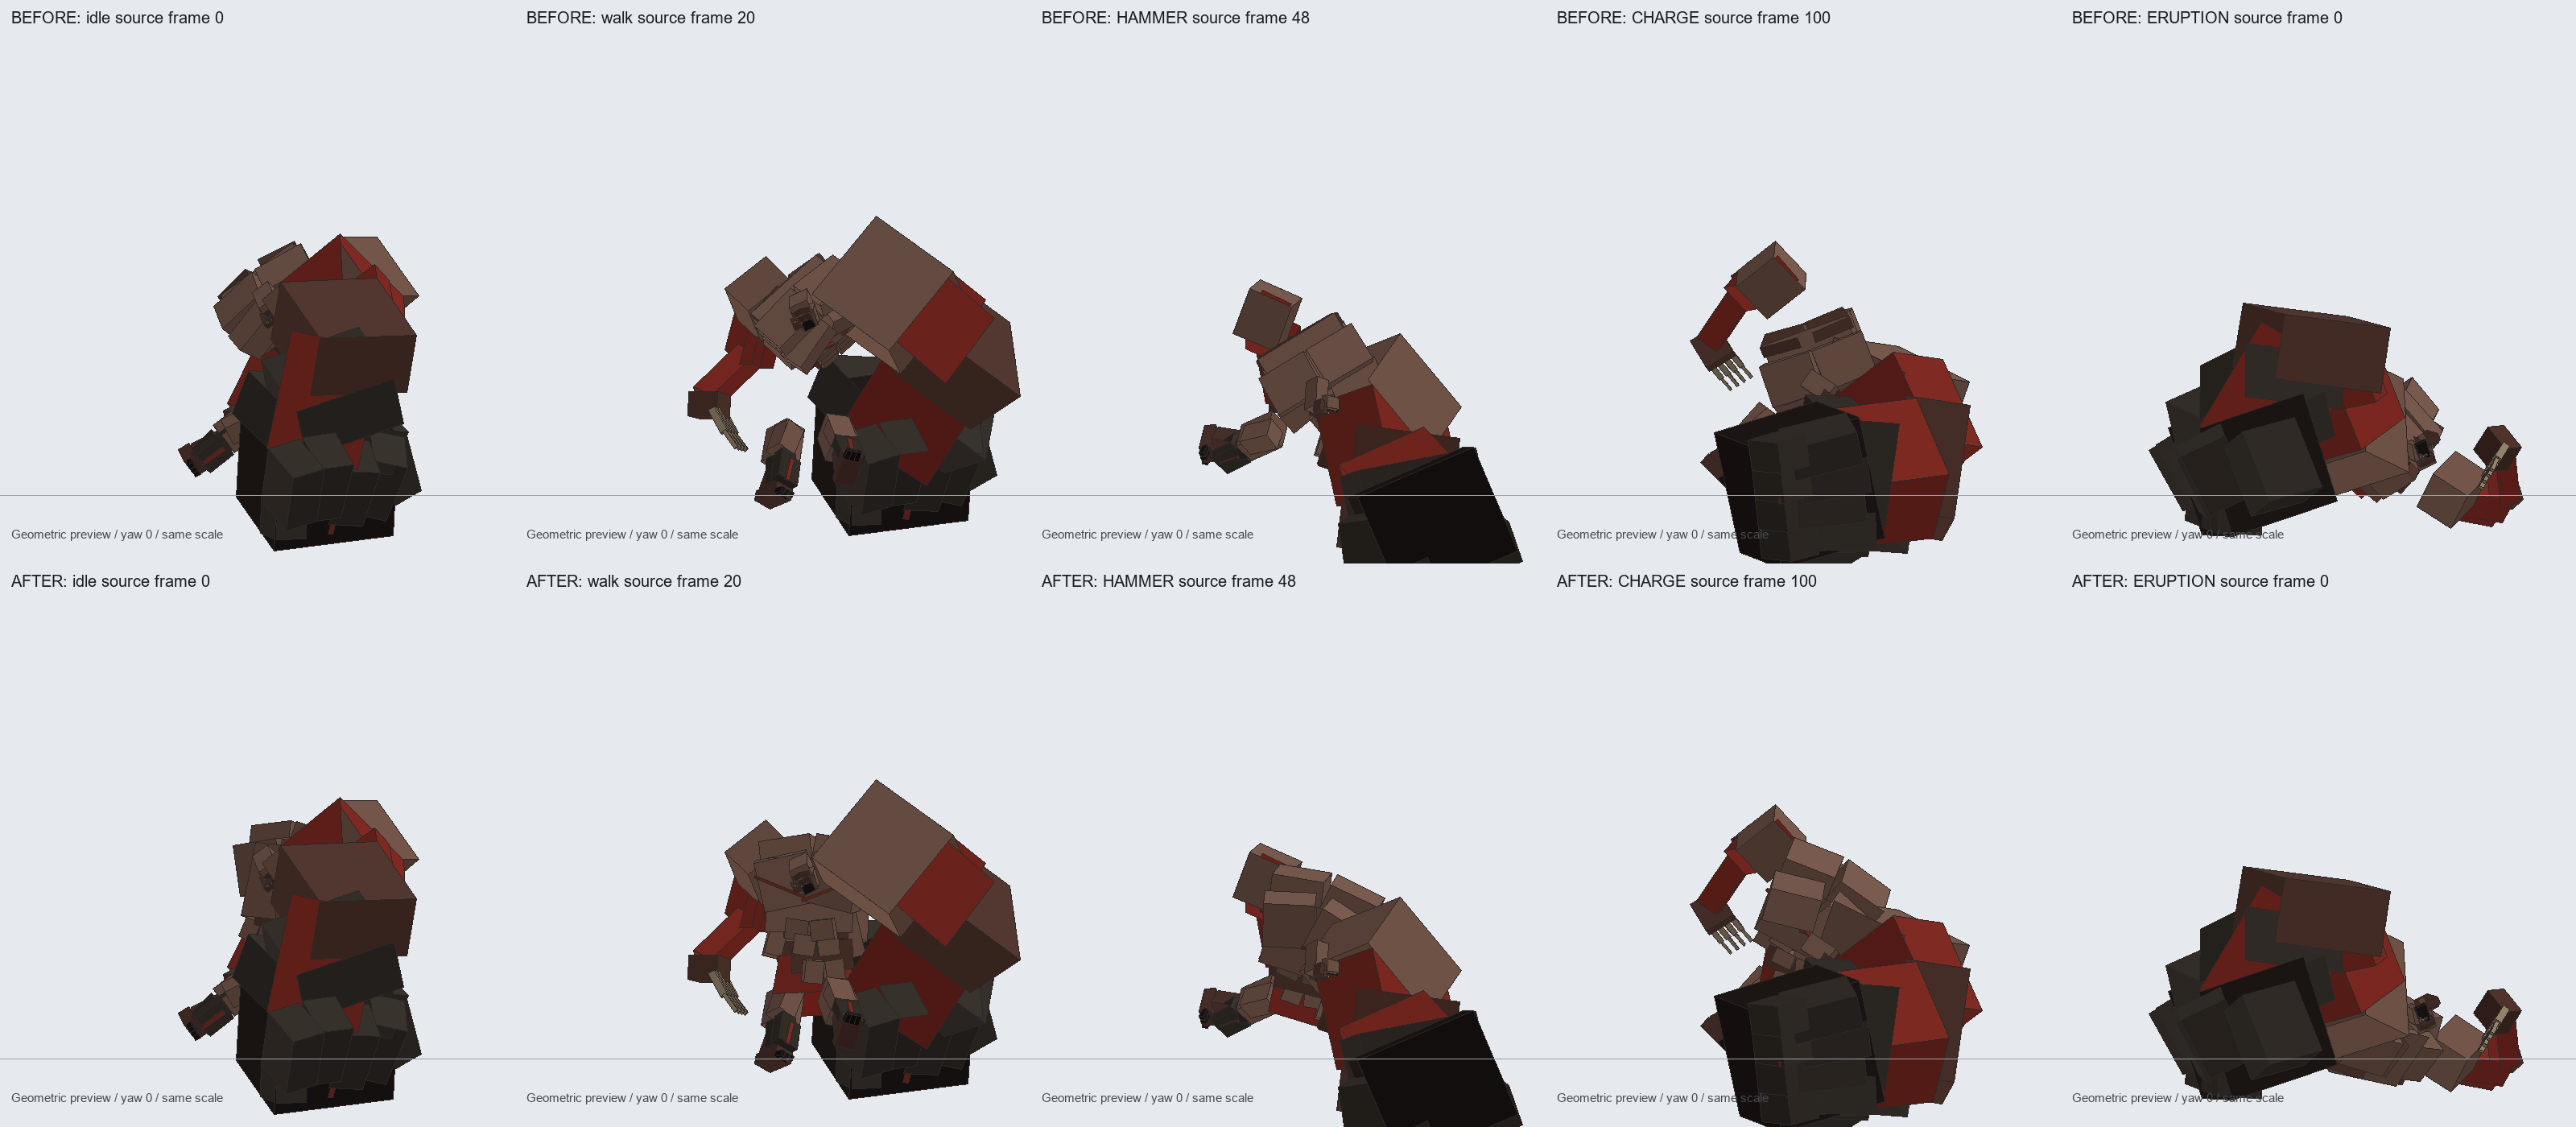 BEFORE: idle source frame 0
BEFORE: walk source frame 20
BEFORE: HAMMER source frame 48
BEFORE: CHARGE source frame 100
BEFORE: ERUPTION source frame 0
Geometric preview / yaw 0 / same scale
Geometric preview / yaw 0 / same scale
Geometric preview / yaw 0 / same scale
Geometric preview / yaw 0 / same scale
Geometric preview / yaw 0 / same scale
AFTER: idle source frame 0
AFTER: walk source frame 20
AFTER: HAMMER source frame 48
AFTER: CHARGE source frame 100
AFTER: ERUPTION source frame 0
Geometric preview / yaw 0 / same scale
Geometric preview / yaw 0 / same scale
Geometric preview / yaw 0 / same scale
Geometric preview / yaw 0 / same scale
Geometric preview / yaw 0 / same scale